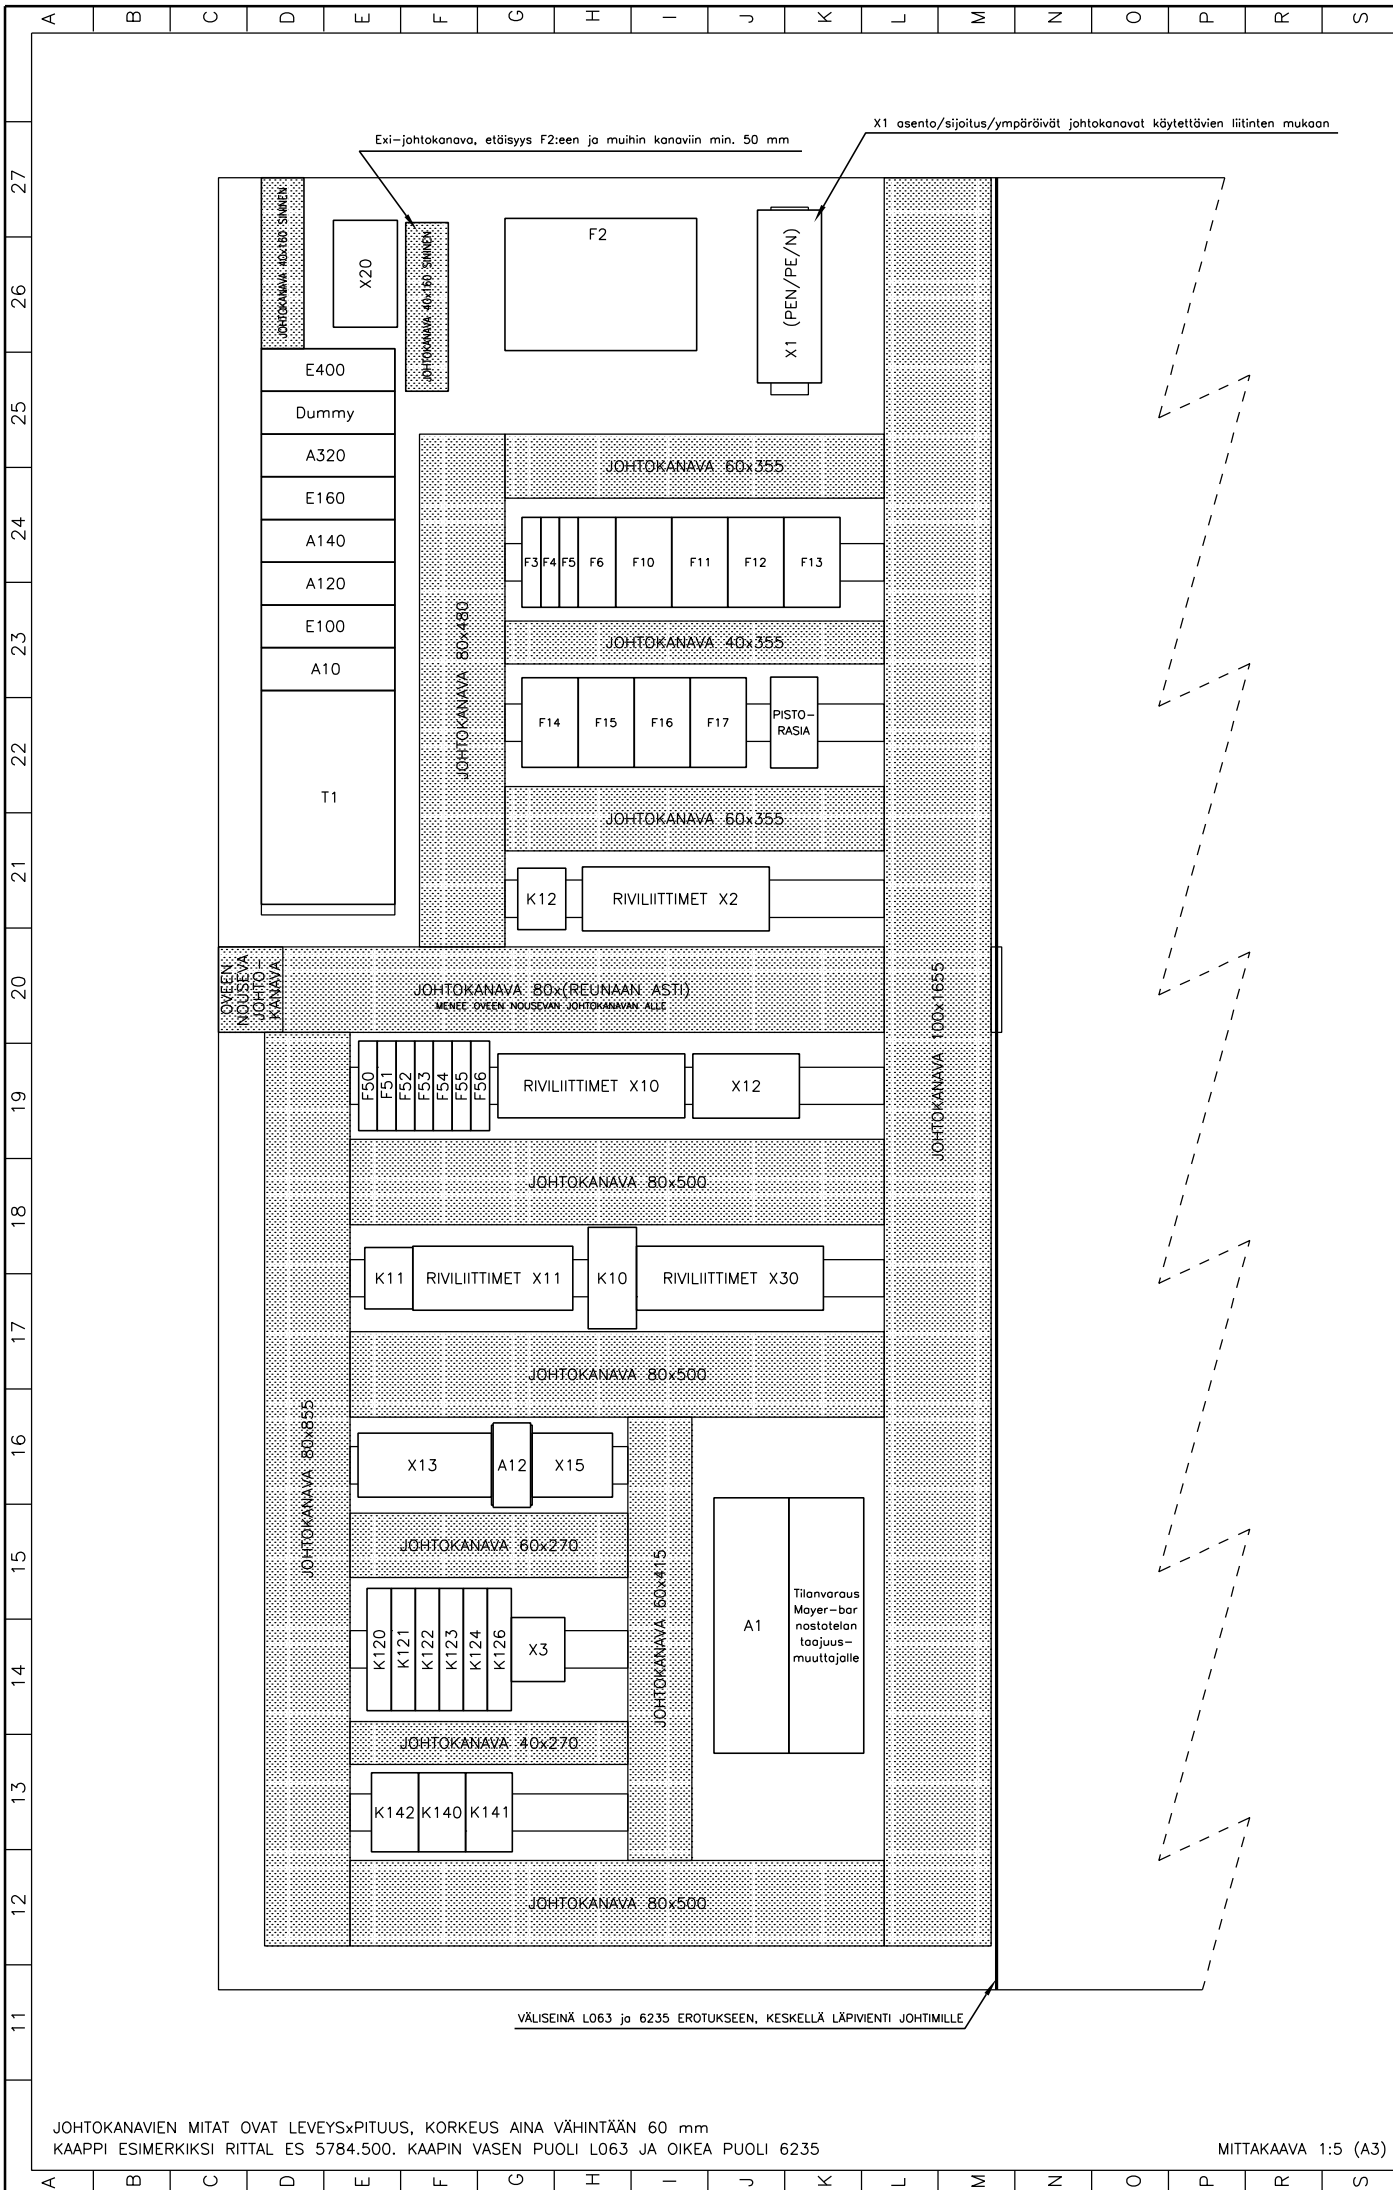 A B C D E F G H I J K L M N O P R S
X1 asento/sijoitus/ympäröivät johtokanavat käytettävien liitinten mukaan
Exi-johtokanava, etäisyys F2:een ja muihin kanaviin min. 50 mm
27
26
25
24
23
22
21
20
19
18
17
16
15
14
13
12
11
JOHTOKANAVA 40x160 SININEN
X20
JOHTOKANAVA 40x160 SININEN
F2
X1 (PEN/PE/N)
E400
Dummy
A320
E160
A140
A120
E100
A10
T1
JOHTOKANAVA 80x480
JOHTOKANAVA 60x355
F3 F4 F5 F6 F10 F11 F12 F13
JOHTOKANAVA 40x355
F14 F15 F16 F17
PISTO-
RASIA
JOHTOKANAVA 60x355
K12 RIVILIITTIMET X2
OVEEN
NOUSEVA
JOHTO-
KANAVA
JOHTOKANAVA 80x(REUNAAN ASTI)
MENEE OVEEN NOUSEVAN JOHTOKANAVAN ALLE
JOHTOKANAVA 100x1655
F50 F51 F52 F53 F54 F55 F56 RIVILIITTIMET X10 X12
JOHTOKANAVA 80x500
K11 RIVILIITTIMET X11 K10 RIVILIITTIMET X30
JOHTOKANAVA 80x500
JOHTOKANAVA 80x855
X13 A12 X15
JOHTOKANAVA 60x270
JOHTOKANAVA 60x415
K120 K121 K122 K123 K124 K126 X3
A1
Tilanvaraus
Mayer-bar
nostotelan
taajuus-
muuttajalle
JOHTOKANAVA 40x270
K142 K140 K141
JOHTOKANAVA 80x500
VÄLISEINÄ L063 ja 6235 EROTUKSEEN, KESKELLÄ LÄPIVIENTI JOHTIMILLE
JOHTOKANAVIEN MITAT OVAT LEVEYSxPITUUS, KORKEUS AINA VÄHINTÄÄN 60 mm
KAAPPI ESIMERKIKSI RITTAL ES 5784.500. KAAPIN VASEN PUOLI L063 JA OIKEA PUOLI 6235
MITTAKAAVA 1:5 (A3)
A B C D E F G H I J K L M N O P R S